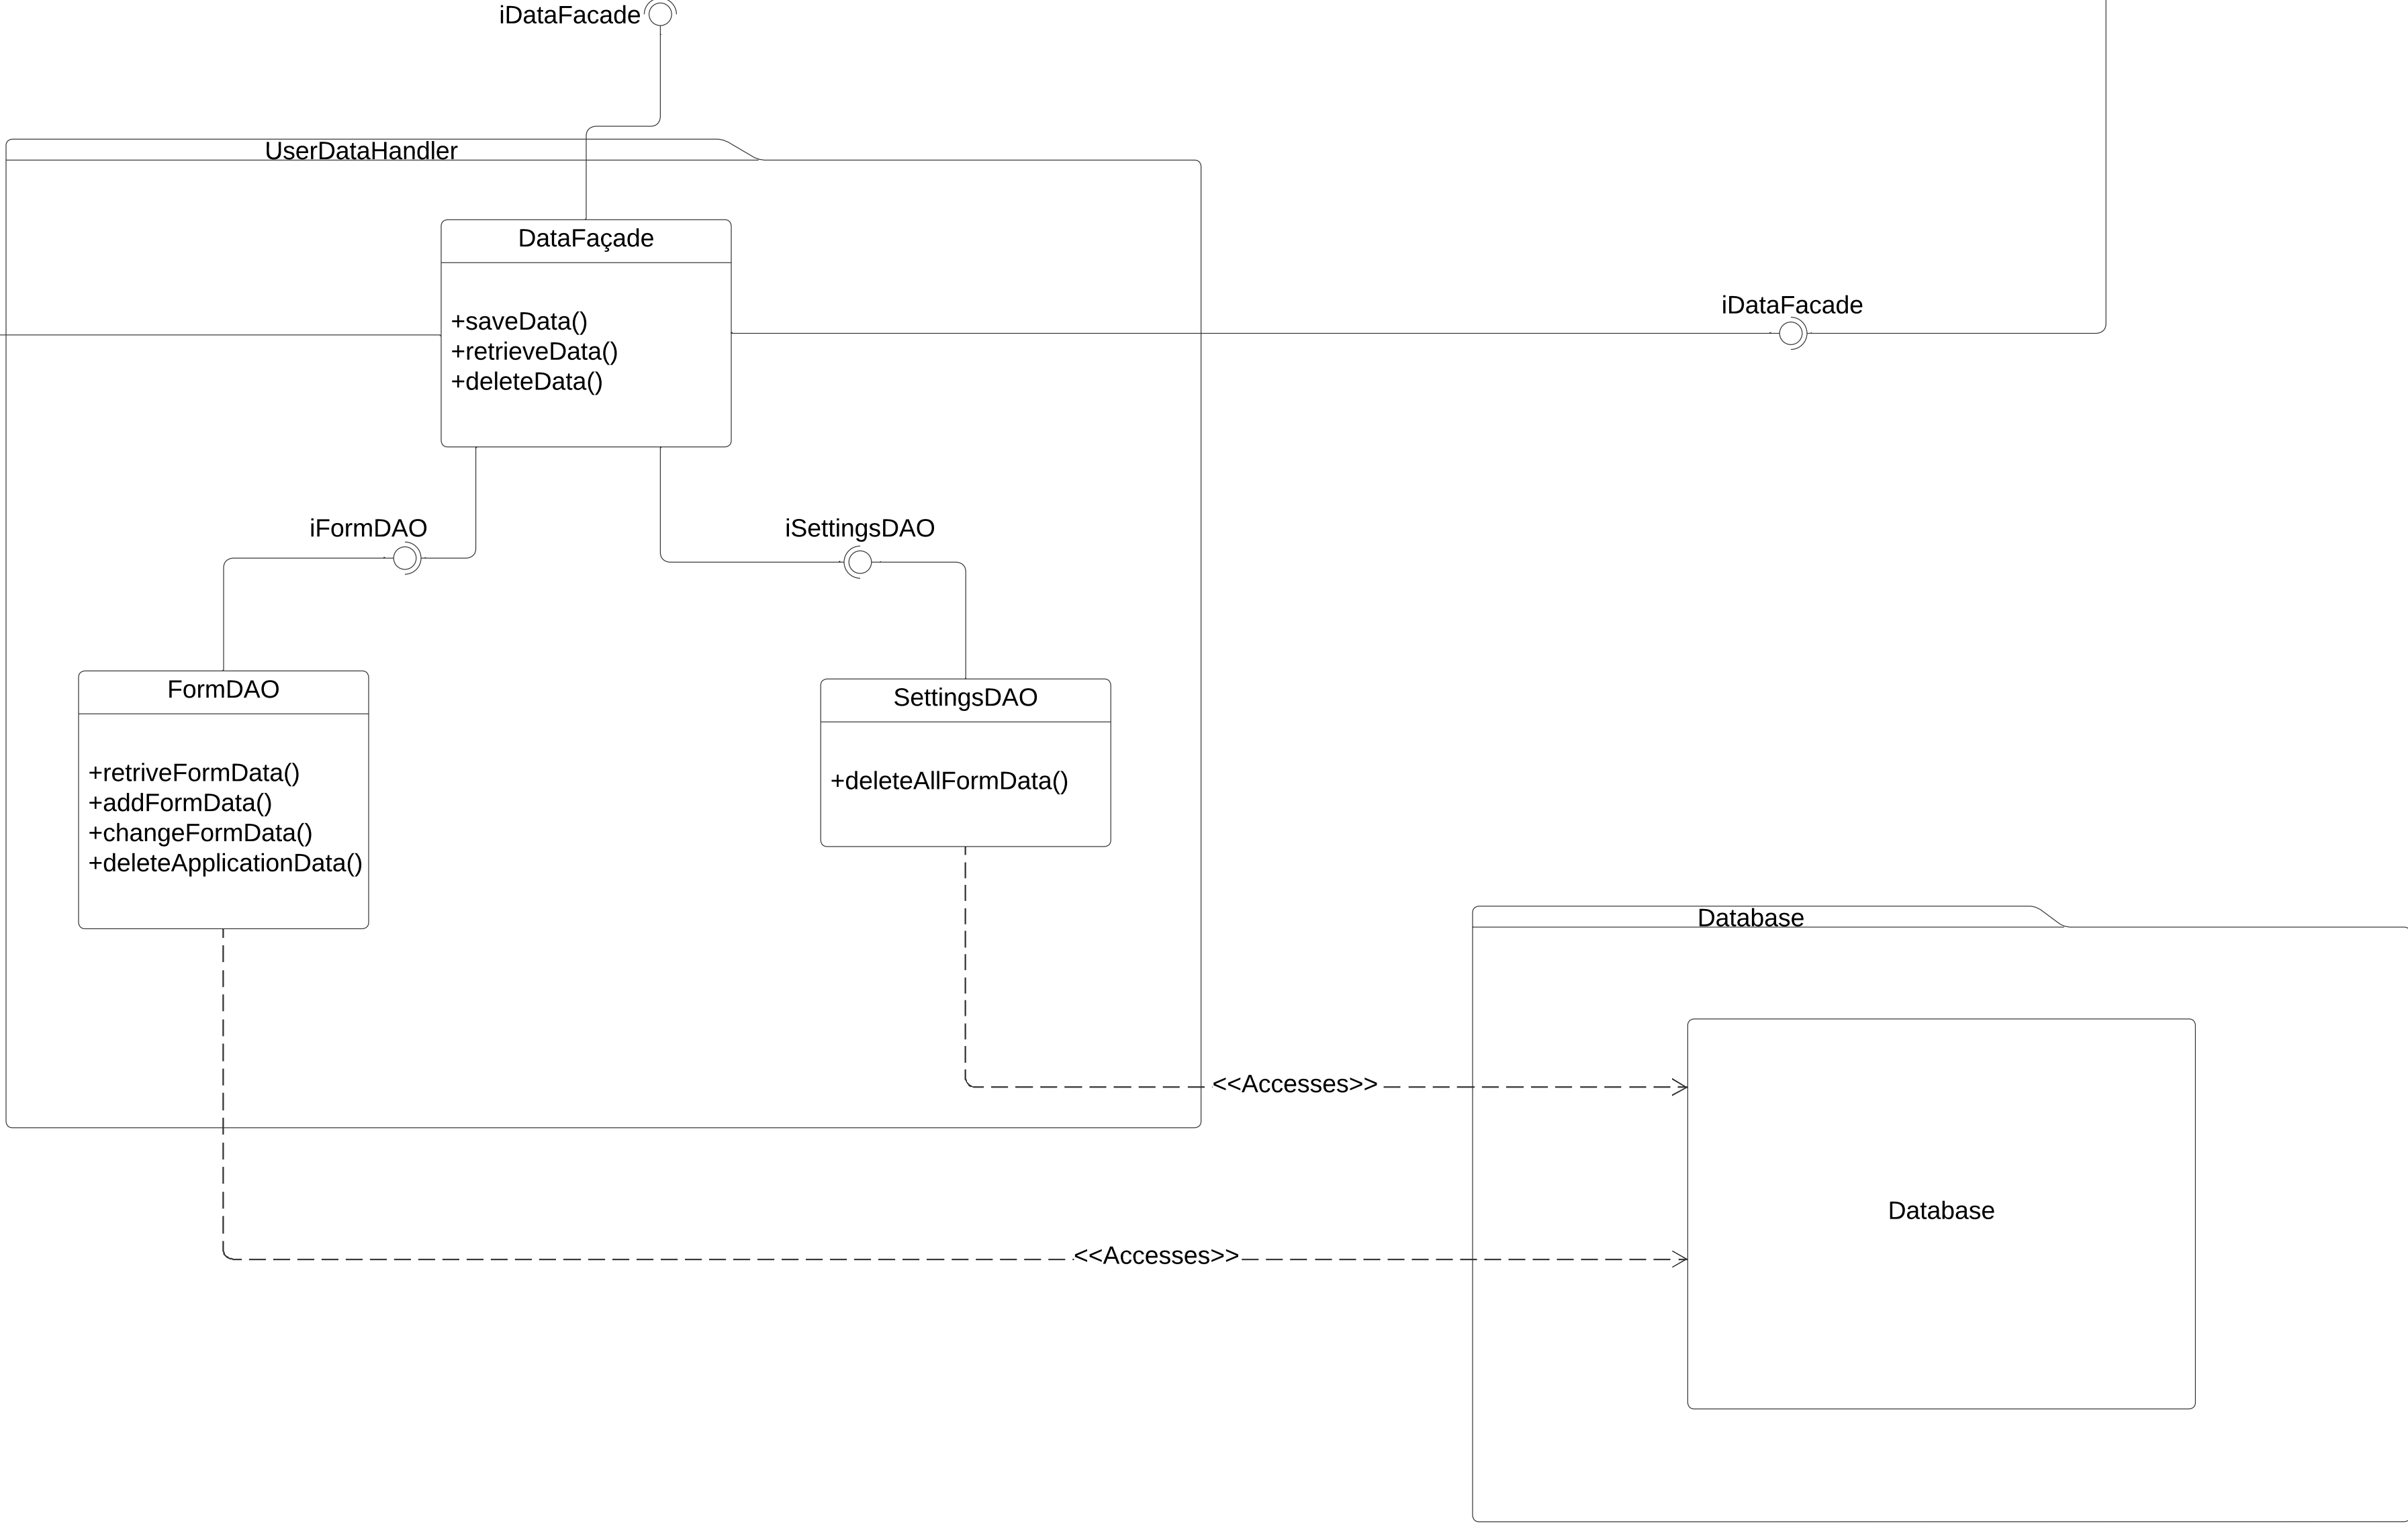 iDataFacade
UserDataHandler
DataFaçade
+saveData()
+retrieveData()
+deleteData()
iDataFacade
iFormDAO
iSettingsDAO
FormDAO
+retriveFormData()
+addFormData()
+changeFormData()
+deleteApplicationData()
SettingsDAO
+deleteAllFormData()
Database
<<Accesses>>
Database
<<Accesses>>